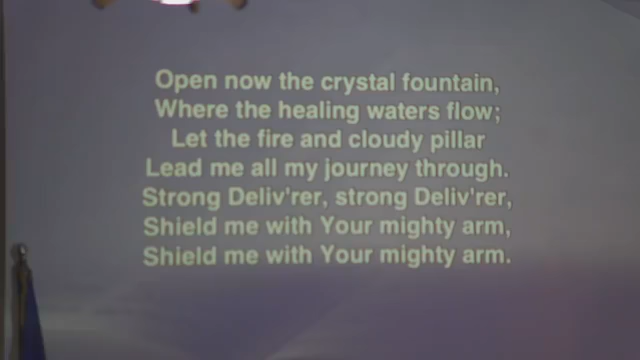 Open now the crystal fountain,
Where the healing waters flow;
Let the fire and cloudy pillar
Lead me all my journey through.
Strong Deliv'rer, strong Deliv'rer,
Shield me with Your mighty arm,
Shield me with Your mighty arm.